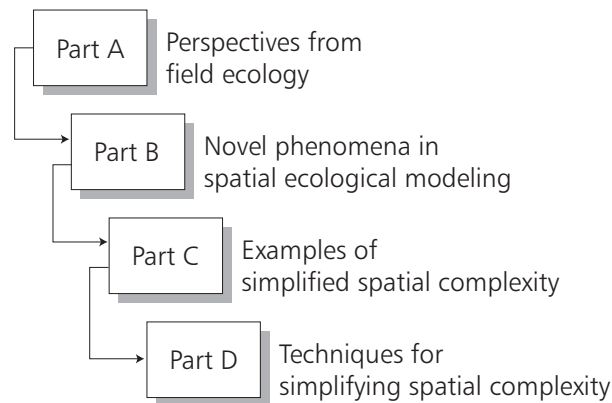 Part A
Perspectives from
field ecology
Part B
Novel phenomena in
spatial ecological modeling
Part C
Examples of
simplified spatial complexity
Part D
Techniques for
simplifying spatial complexity